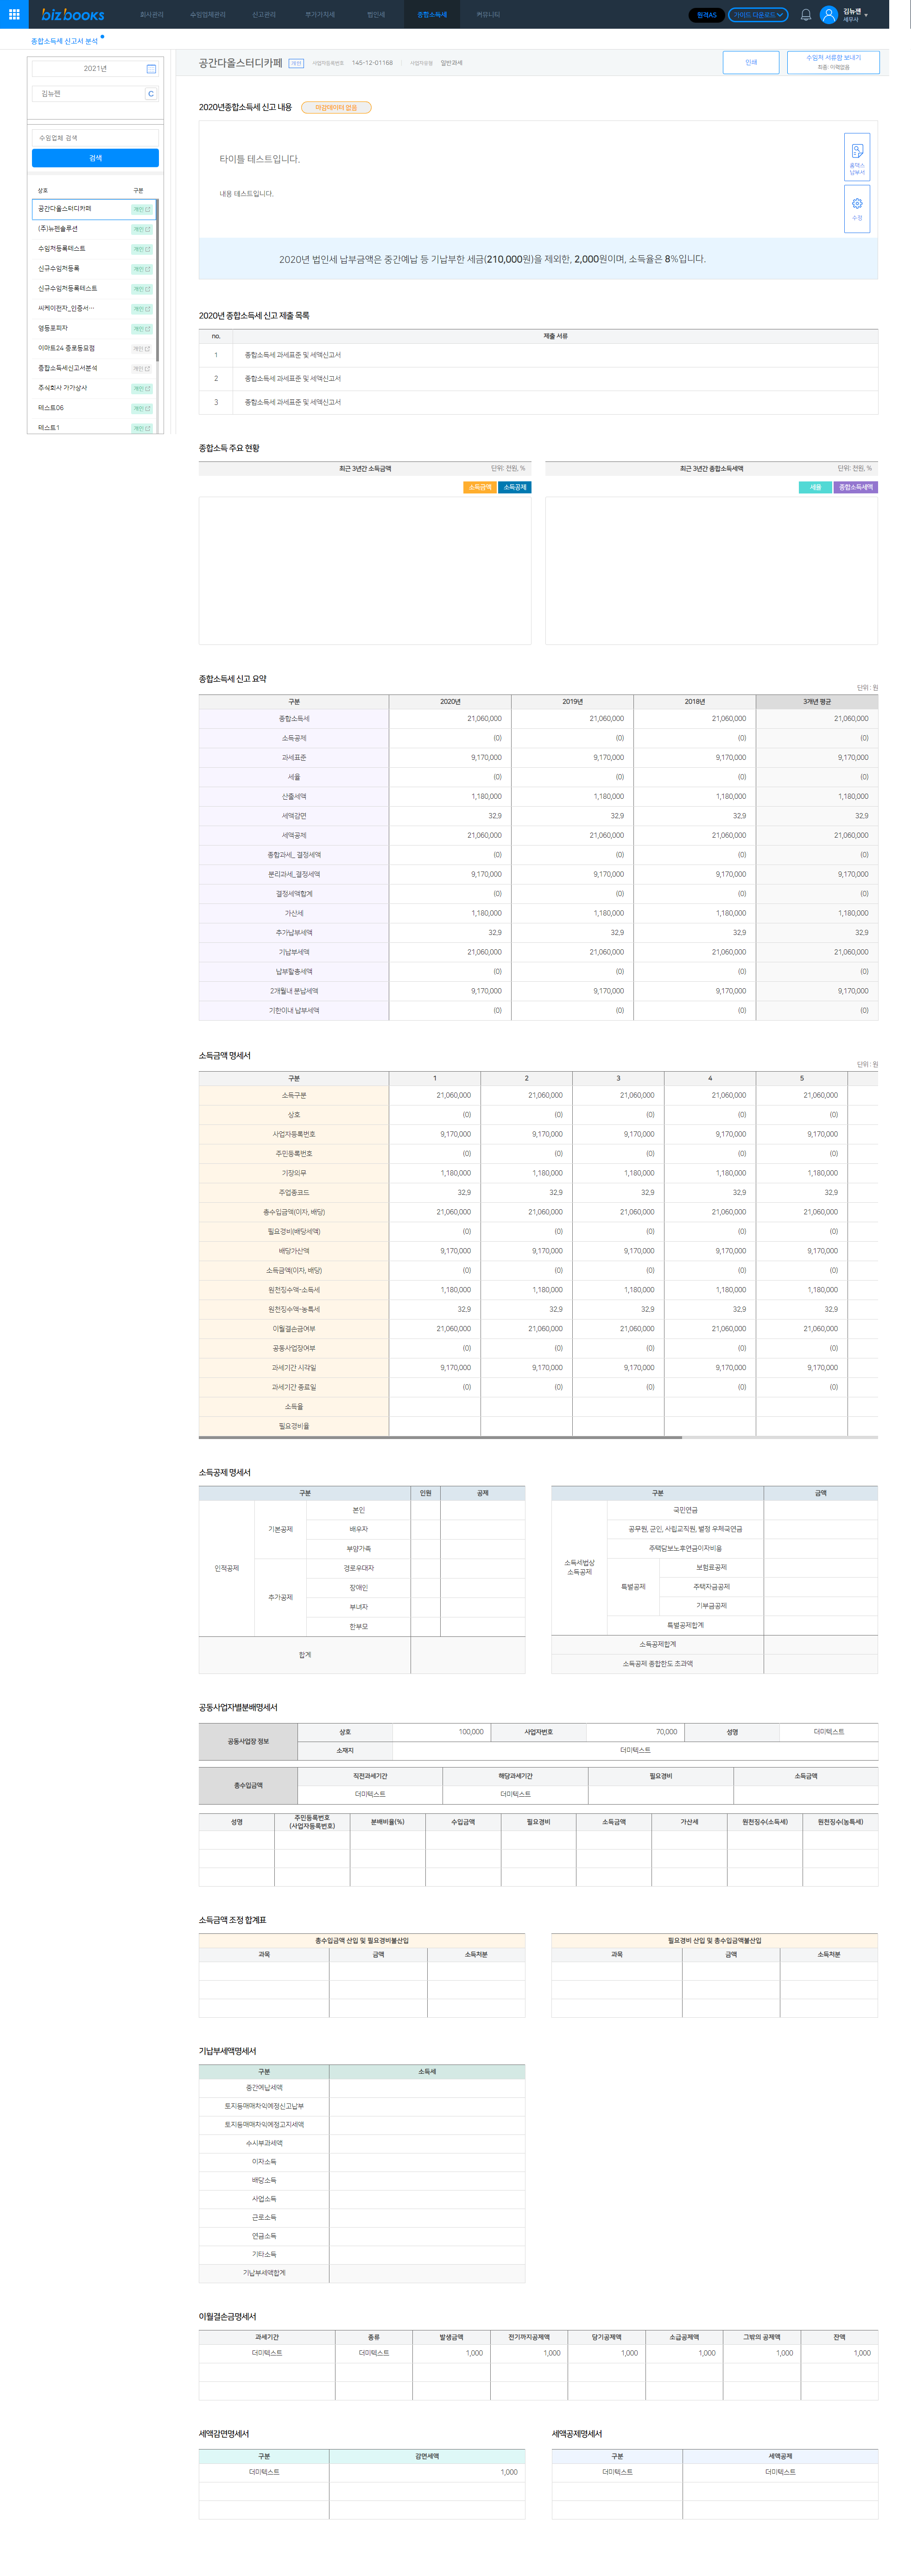 bizbooks 회사관리 수임업체관리 신고관리 부가가치세 법인세 종합소득세 커뮤니티 원격AS 가이드 다운로드 김뉴젠 세무사
종합소득세 신고서 분석
2021년
김뉴젠 C
수임업체 검색
검색
상호 구분
공간다올스터디카페 개인
(주)뉴젠솔루션 개인
수임처등록테스트 개인
신규수임처등록 개인
신규수임처등록테스트 개인
씨케이전자_인증서… 개인
영등포피자 개인
이마트24 종로동묘점 개인
종합소득세신고서분석 개인
주식회사 가가상사 개인
테스트06 개인
테스트1 개인
공간다올스터디카페 개인 사업자등록번호 145-12-01168 사업자유형 일반과세
인쇄
수임처 서류함 보내기
최종: 이력없음
2020년종합소득세 신고 내용 마감데이터 없음
타이틀 테스트입니다.
내용 테스트입니다.
홈택스
납부서
수정
2020년 법인세 납부금액은 중간예납 등 기납부한 세금(210,000원)을 제외한, 2,000원이며, 소득율은 8%입니다.
2020년 종합소득세 신고 제출 목록
no. 제출 서류
1 종합소득세 과세표준 및 세액신고서
2 종합소득세 과세표준 및 세액신고서
3 종합소득세 과세표준 및 세액신고서
종합소득 주요 현황
최근 3년간 소득금액 단위: 천원, %
소득금액 소득공제
최근 3년간 종합소득세액 단위: 천원, %
세율 종합소득세액
종합소득세 신고 요약
단위 : 원
구분 2020년 2019년 2018년 3개년 평균
종합소득세 21,060,000 21,060,000 21,060,000 21,060,000
소득공제 (0) (0) (0) (0)
과세표준 9,170,000 9,170,000 9,170,000 9,170,000
세율 (0) (0) (0) (0)
산출세액 1,180,000 1,180,000 1,180,000 1,180,000
세액감면 32.9 32.9 32.9 32.9
세액공제 21,060,000 21,060,000 21,060,000 21,060,000
종합과세_ 결정세액 (0) (0) (0) (0)
분리과세_결정세액 9,170,000 9,170,000 9,170,000 9,170,000
결정세액합계 (0) (0) (0) (0)
가산세 1,180,000 1,180,000 1,180,000 1,180,000
추가납부세액 32.9 32.9 32.9 32.9
기납부세액 21,060,000 21,060,000 21,060,000 21,060,000
납부할총세액 (0) (0) (0) (0)
2개월내 분납세액 9,170,000 9,170,000 9,170,000 9,170,000
기한이내 납부세액 (0) (0) (0) (0)
소득금액 명세서
단위 : 원
구분 1 2 3 4 5
소득구분 21,060,000 21,060,000 21,060,000 21,060,000 21,060,000
상호 (0) (0) (0) (0) (0)
사업자등록번호 9,170,000 9,170,000 9,170,000 9,170,000 9,170,000
주민등록번호 (0) (0) (0) (0) (0)
기장의무 1,180,000 1,180,000 1,180,000 1,180,000 1,180,000
주업종코드 32.9 32.9 32.9 32.9 32.9
총수입금액(이자, 배당) 21,060,000 21,060,000 21,060,000 21,060,000 21,060,000
필요경비(배당세액) (0) (0) (0) (0) (0)
배당가산액 9,170,000 9,170,000 9,170,000 9,170,000 9,170,000
소득금액(이자, 배당) (0) (0) (0) (0) (0)
원천징수액-소득세 1,180,000 1,180,000 1,180,000 1,180,000 1,180,000
원천징수액-농특세 32.9 32.9 32.9 32.9 32.9
이월결손금여부 21,060,000 21,060,000 21,060,000 21,060,000 21,060,000
공동사업장여부 (0) (0) (0) (0) (0)
과세기간 시작일 9,170,000 9,170,000 9,170,000 9,170,000 9,170,000
과세기간 종료일 (0) (0) (0) (0) (0)
소득율
필요경비율
소득공제 명세서
구분 인원 공제
인적공제
기본공제
본인
배우자
부양가족
추가공제
경로우대자
장애인
부녀자
한부모
합계
구분 금액
소득세법상
소득공제
국민연금
공무원, 군인, 사립교직원, 별정 우체국연금
주택담보노후연금이자비용
특별공제
보험료공제
주택자금공제
기부금공제
특별공제합계
소득공제합계
소득공제 종합한도 초과액
공동사업자별분배명세서
공동사업장 정보 상호 100,000 사업자번호 70,000 성명 더미텍스트
소재지 더미텍스트
총수입금액 직전과세기간 해당과세기간 필요경비 소득금액
더미텍스트 더미텍스트
성명 주민등록번호
(사업자등록번호) 분배비율(%) 수입금액 필요경비 소득금액 가산세 원천징수(소득세) 원천징수(농특세)
소득금액 조정 합계표
총수입금액 산입 및 필요경비불산입
과목 금액 소득처분
필요경비 산입 및 총수입금액불산입
과목 금액 소득처분
기납부세액명세서
구분 소득세
중간예납세액
토지등매매차익예정신고납부
토지등매매차익예정고지세액
수시부과세액
이자소득
배당소득
사업소득
근로소득
연금소득
기타소득
기납부세액합계
이월결손금명세서
과세기간 종류 발생금액 전기까지공제액 당기공제액 소급공제액 그밖의 공제액 잔액
더미텍스트 더미텍스트 1,000 1,000 1,000 1,000 1,000 1,000
세액감면명세서
구분 감면세액
더미텍스트 1,000
세액공제명세서
구분 세액공제
더미텍스트 더미텍스트